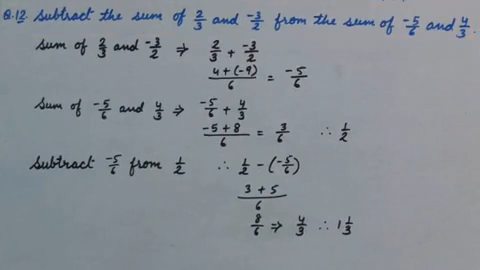 Q.12 Subtract the sum of 2/3 and -3/2 from the sum of -5/6 and 4/3.
Sum of 2/3 and -3/2 ⇒ 2/3 + -3/2
4+(-9)/6 = -5/6
Sum of -5/6 and 4/3 ⇒ -5/6 + 4/3
-5+8/6 = 3/6 ∴ 1/2
Subtract -5/6 from 1/2 ∴ 1/2 - (-5/6)
3+5/6
8/6 ⇒ 4/3 ∴ 1 1/3